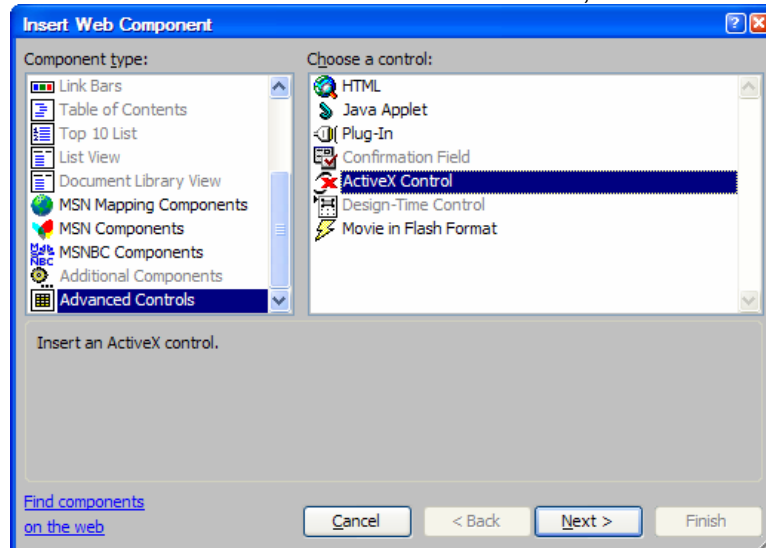 Insert Web Component
Component type:
Link Bars
Table of Contents
Top 10 List
List View
Document Library View
MSN Mapping Components
MSN Components
MSNBC Components
Additional Components
Advanced Controls
Choose a control:
HTML
Java Applet
Plug-In
Confirmation Field
ActiveX Control
Design-Time Control
Movie in Flash Format
Insert an ActiveX control.
Find components
on the web
Cancel
< Back
Next >
Finish